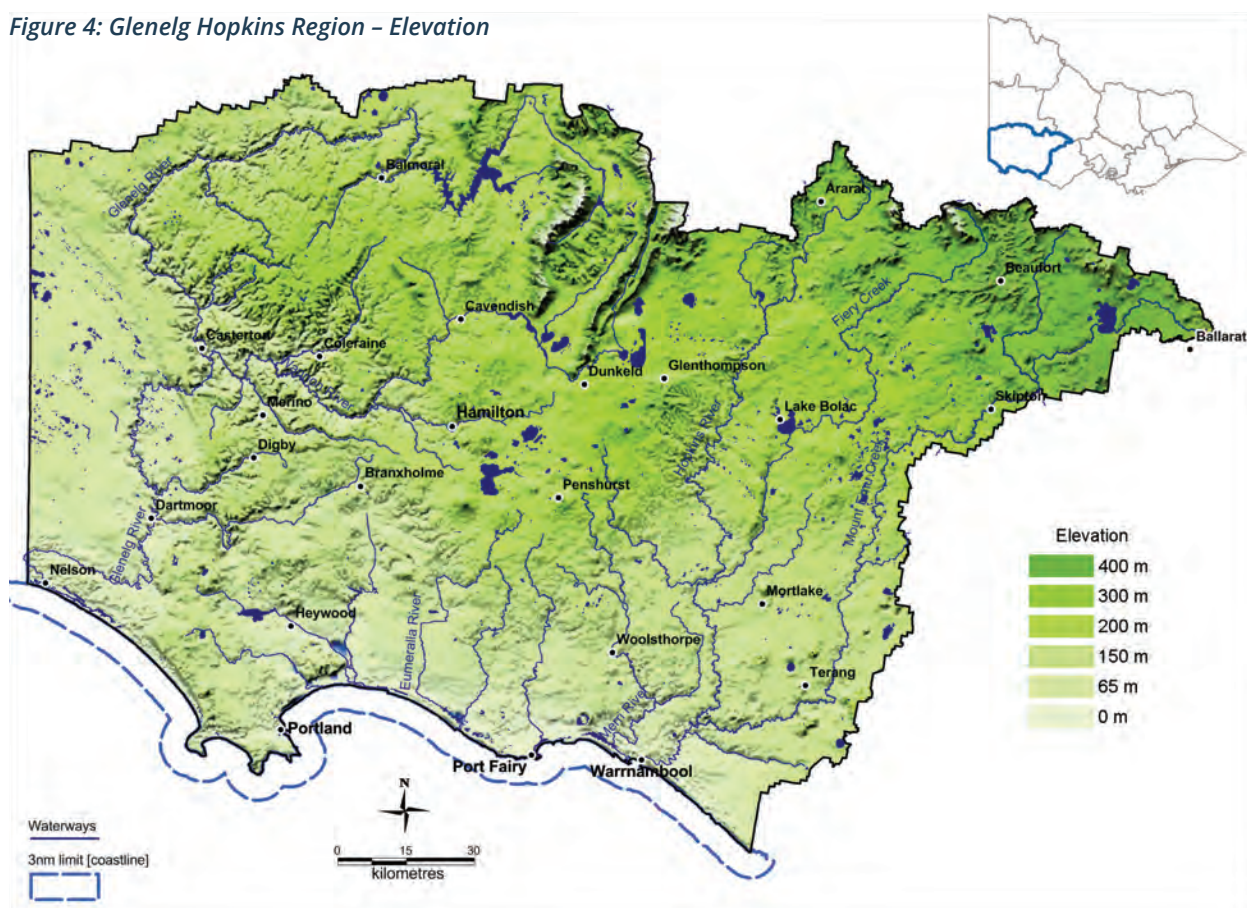 Figure 4: Glenelg Hopkins Region – Elevation
Ararat
Balmoral
Glenelg River
Beaufort
Fiery Creek
Cavendish
Casterton
Coleraine
Ballarat
Dunkeld
Glenthompson
Merino
Hamilton
Lake Bolac
Skipton
Hopkins River
Digby
Branxholme
Penshurst
Mount Emu Creek
Dartmoor
Glenelg River
Nelson
Elevation
400 m
300 m
200 m
150 m
65 m
0 m
Mortlake
Heywood
Eumeralla River
Woolsthorpe
Terang
Merri River
Portland
Port Fairy
Warrnambool
N
Waterways
3nm limit [coastline]
0 15 30
kilometres